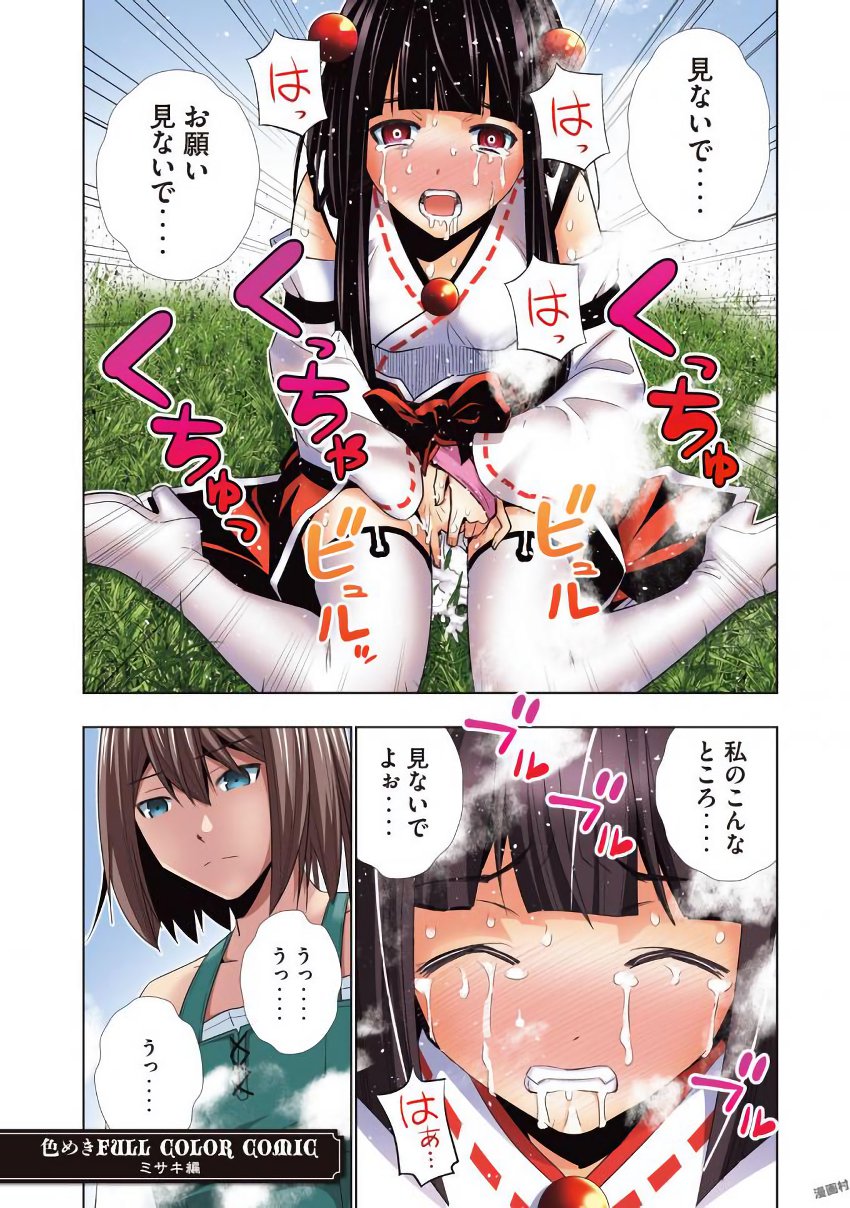 見ないで‥‥
はっ
はっ
お願い
見ないで‥‥
はっ
くっちゅ
くっちゃ
くちゅっ
ビュル
ビュルッ
私のこんな
ところ‥‥
ブル♥
ブル♥
見ないで
よぉ‥‥
ブル♥
はぁ…
うっ‥‥
うっ‥‥
うっ‥‥
色めきFULL COLOR COMIC
ミサキ編
漫画村